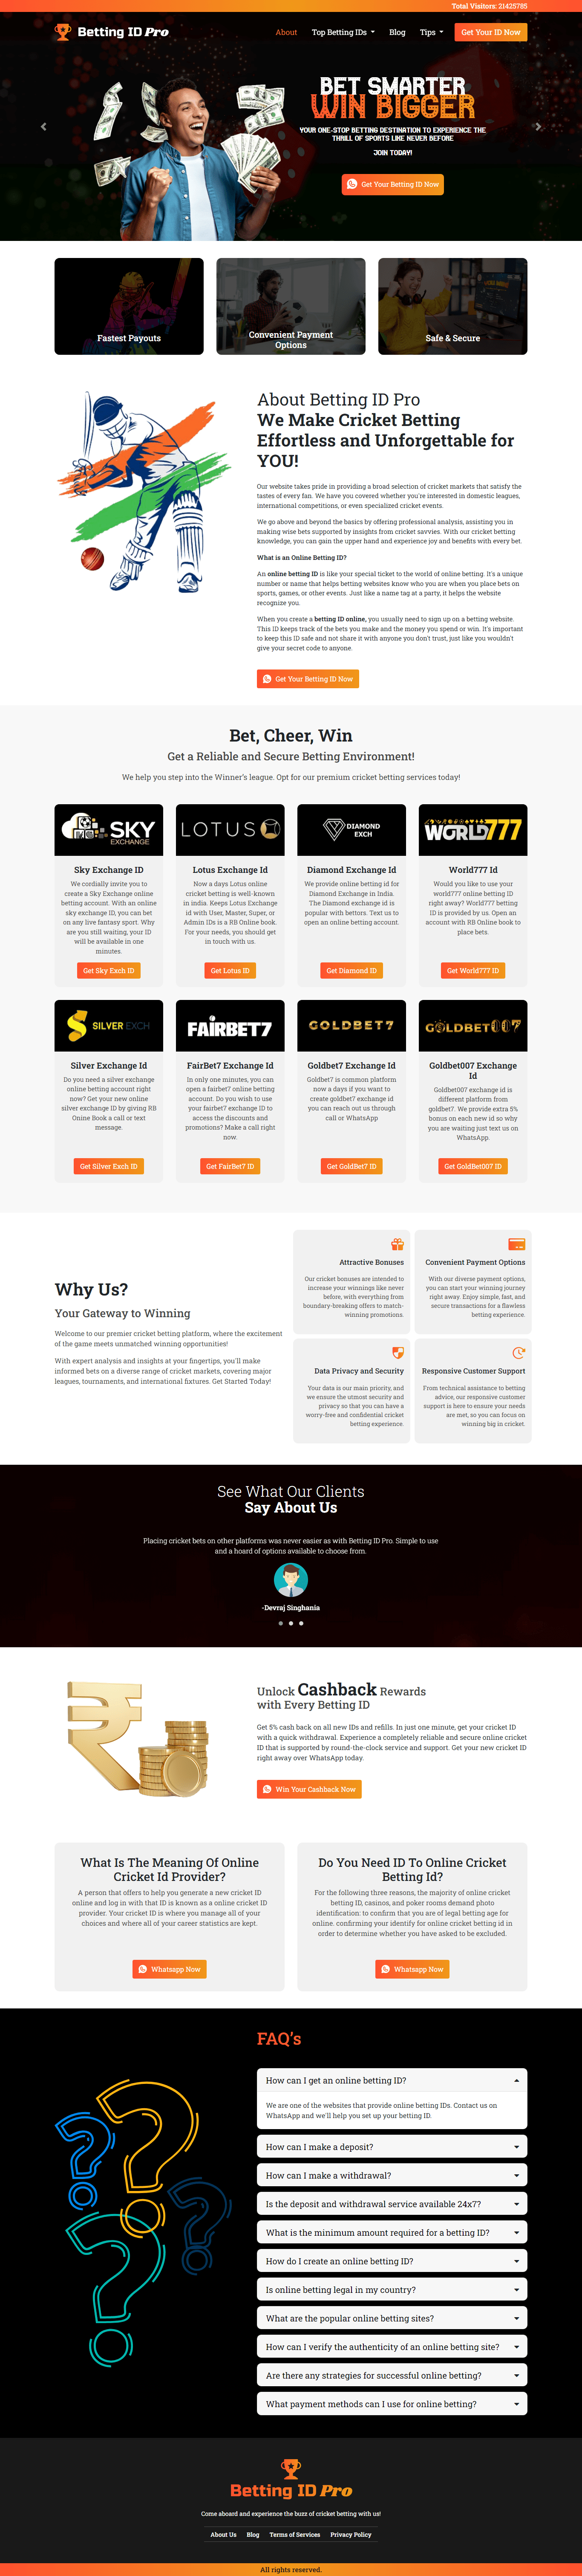 Total Visitors: 21425785
Betting ID Pro
About
Top Betting IDs
Blog
Tips
Get Your ID Now
BET SMARTER
WIN BIGGER
YOUR ONE-STOP BETTING DESTINATION TO EXPERIENCE THE
THRILL OF SPORTS LIKE NEVER BEFORE
JOIN TODAY!
Get Your Betting ID Now
Fastest Payouts
Convenient Payment
Options
Safe & Secure
About Betting ID Pro
We Make Cricket Betting
Effortless and Unforgettable for
YOU!
Our website takes pride in providing a broad selection of cricket markets that satisfy the
tastes of every fan. We have you covered whether you're interested in domestic leagues,
international competitions, or even specialized cricket events.
We go above and beyond the basics by offering professional analysis, assisting you in
making wise bets supported by insights from cricket savvies. With our cricket betting
knowledge, you can gain the upper hand and experience joy and benefits with every bet.
What is an Online Betting ID?
An online betting ID is like your special ticket to the world of online betting. It's a unique
number or name that helps betting websites know who you are when you place bets on
sports, games, or other events. Just like a name tag at a party, it helps the website
recognize you.
When you create a betting ID online, you usually need to sign up on a betting website.
This ID keeps track of the bets you make and the money you spend or win. It's important
to keep this ID safe and not share it with anyone you don't trust, just like you wouldn't
give your secret code to anyone.
Get Your Betting ID Now
Bet, Cheer, Win
Get a Reliable and Secure Betting Environment!
We help you step into the Winner's league. Opt for our premium cricket betting services today!
SKY
EXCHANGE
Sky Exchange ID
We cordially invite you to
create a Sky Exchange online
betting account. With an online
sky exchange ID, you can bet
on any live fantasy sport. Why
are you still waiting, your ID
will be available in one
minutes.
Get Sky Exch ID
LOTUS
Lotus Exchange Id
Now a days Lotus online
cricket betting is well-known
in india. Keeps Lotus Exchange
id with User, Master, Super, or
Admin IDs is a RB Online book.
For your needs, you should get
in touch with us.
Get Lotus ID
DIAMOND
EXCH
Diamond Exchange Id
We provide online betting id for
Diamond Exchange in India.
The Diamond exchange id is
popular with bettors. Text us to
open an online betting account.
Get Diamond ID
WORLD777
World777 Id
Would you like to use your
world777 online betting ID
right away? World777 betting
ID is provided by us. Open an
account with RB Online book to
place bets.
Get World777 ID
SILVER EXCH
Silver Exchange Id
Do you need a silver exchange
online betting account right
now? Get your new online
silver exchange ID by giving RB
Onine Book a call or text
message.
Get Silver Exch ID
FAIRBET7
FairBet7 Exchange Id
In only one minutes, you can
open a fairbet7 online betting
account. Do you wish to use
your fairbet7 exchange ID to
access the discounts and
promotions? Make a call right
now.
Get FairBet7 ID
GOLDBET7
Goldbet7 Exchange Id
Goldbet7 is common platform
now a days if you want to
create goldbet7 exchange id
you can reach out us through
call or WhatsApp
Get GoldBet7 ID
GOLDBET007
Goldbet007 Exchange
Id
Goldbet007 exchange id is
different platform from
goldbet7. We provide extra 5%
bonus on each new id so why
you are waiting just text us on
WhatsApp.
Get GoldBet007 ID
Why Us?
Your Gateway to Winning
Welcome to our premier cricket betting platform, where the excitement
of the game meets unmatched winning opportunities!
With expert analysis and insights at your fingertips, you'll make
informed bets on a diverse range of cricket markets, covering major
leagues, tournaments, and international fixtures. Get Started Today!
Attractive Bonuses
Our cricket bonuses are intended to
increase your winnings like never
before, with everything from
boundary-breaking offers to match-
winning promotions.
Convenient Payment Options
With our diverse payment options,
you can start your winning journey
right away. Enjoy simple, fast, and
secure transactions for a flawless
betting experience.
Data Privacy and Security
Your data is our main priority, and
we ensure the utmost security and
privacy so that you can have a
worry-free and confidential cricket
betting experience.
Responsive Customer Support
From technical assistance to betting
advice, our responsive customer
support is here to ensure your needs
are met, so you can focus on
winning big in cricket.
See What Our Clients
Say About Us
Placing cricket bets on other platforms was never easier as with Betting ID Pro. Simple to use
and a hoard of options available to choose from.
-Devraj Singhania
Unlock Cashback Rewards
with Every Betting ID
Get 5% cash back on all new IDs and refills. In just one minute, get your cricket ID
with a quick withdrawal. Experience a completely reliable and secure online cricket
ID that is supported by round-the-clock service and support. Get your new cricket ID
right away over WhatsApp today.
Win Your Cashback Now
What Is The Meaning Of Online
Cricket Id Provider?
A person that offers to help you generate a new cricket ID
online and log in with that ID is known as a online cricket ID
provider. Your cricket ID is where you manage all of your
choices and where all of your career statistics are kept.
Whatsapp Now
Do You Need ID To Online Cricket
Betting Id?
For the following three reasons, the majority of online cricket
betting ID, casinos, and poker rooms demand photo
identification: to confirm that you are of legal betting age for
online. confirming your identify for online cricket betting id in
order to determine whether you have asked to be excluded.
Whatsapp Now
FAQ's
How can I get an online betting ID?
We are one of the websites that provide online betting IDs. Contact us on
WhatsApp and we'll help you set up your betting ID.
How can I make a deposit?
How can I make a withdrawal?
Is the deposit and withdrawal service available 24x7?
What is the minimum amount required for a betting ID?
How do I create an online betting ID?
Is online betting legal in my country?
What are the popular online betting sites?
How can I verify the authenticity of an online betting site?
Are there any strategies for successful online betting?
What payment methods can I use for online betting?
Betting ID Pro
Come aboard and experience the buzz of cricket betting with us!
About Us
Blog
Terms of Services
Privacy Policy
All rights reserved.